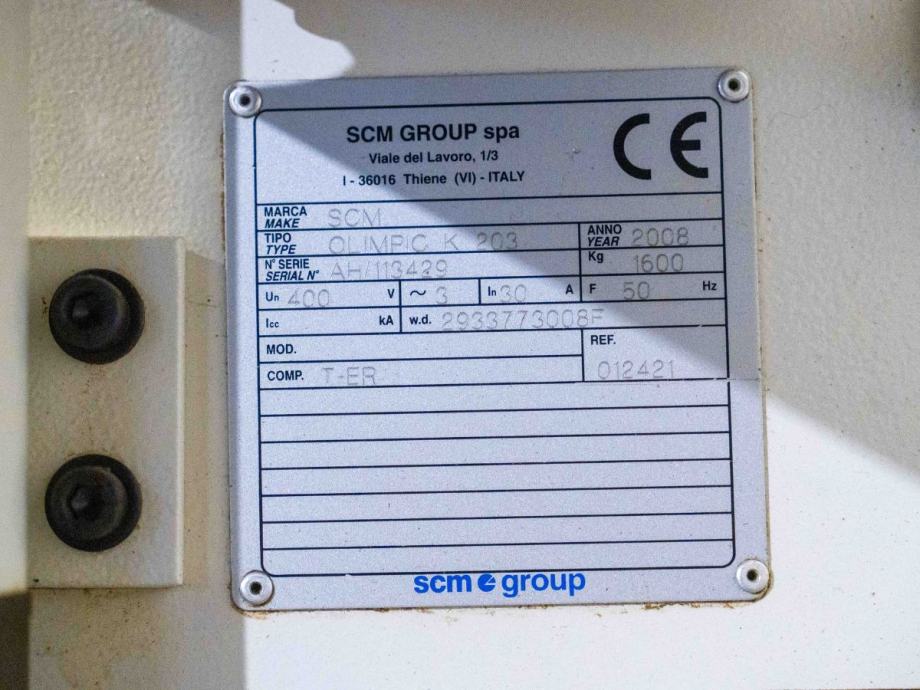 SCM GROUP spa
Viale del Lavoro, 1/3
I - 36016 Thiene (VI) - ITALY
CE
MARCA
MAKE
SCM
TIPO
TYPE
OLIMPIC K 203
ANNO
YEAR
2008
N° SERIE
SERIAL N°
AH/113429
Kg 1600
Un 400 V ~ 3 In 30 A F 50 Hz
Icc kA w.d. 2933773008F
MOD.
REF.
COMP. T-ER 012421
scm group